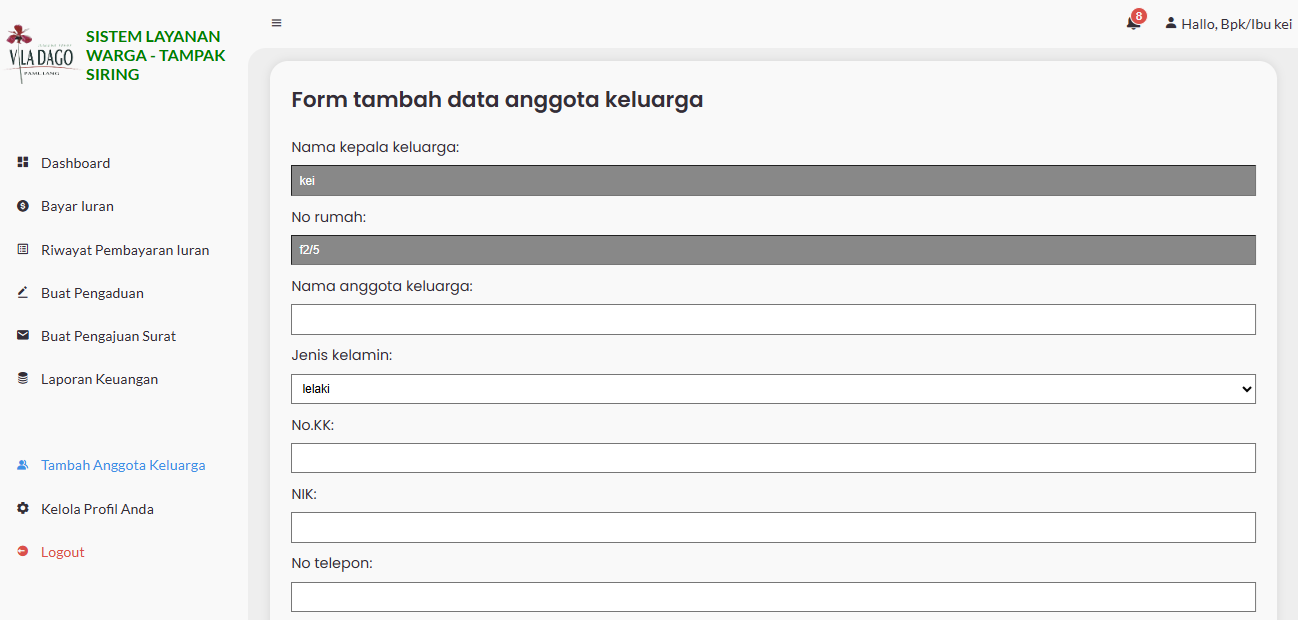 VILA DAGO
PAMULANG
SISTEM LAYANAN
WARGA - TAMPAK
SIRING
8
Hallo, Bpk/Ibu kei
Dashboard
Bayar Iuran
Riwayat Pembayaran Iuran
Buat Pengaduan
Buat Pengajuan Surat
Laporan Keuangan
Tambah Anggota Keluarga
Kelola Profil Anda
Logout
Form tambah data anggota keluarga
Nama kepala keluarga:
kei
No rumah:
f2/5
Nama anggota keluarga:
Jenis kelamin:
lelaki
No.KK:
NIK:
No telepon: